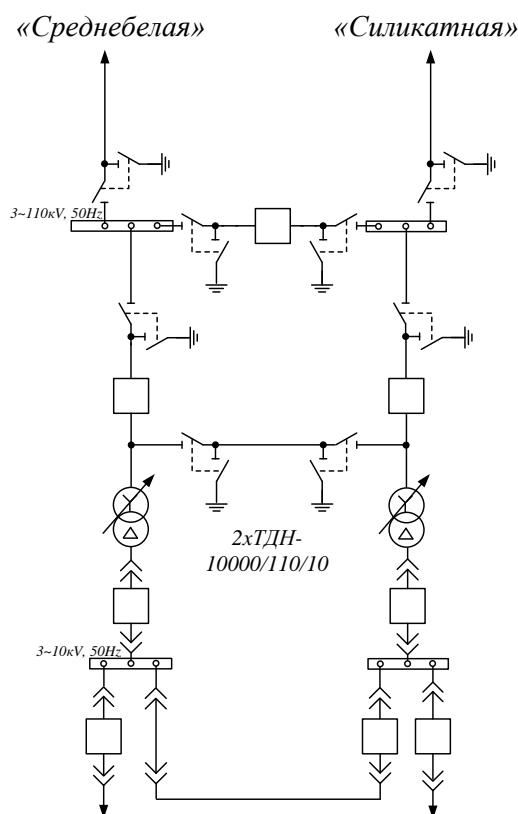 «Среднебелая»
«Силикатная»
3~110кV, 50Hz
2хТДН-
10000/110/10
3~10кV, 50Hz